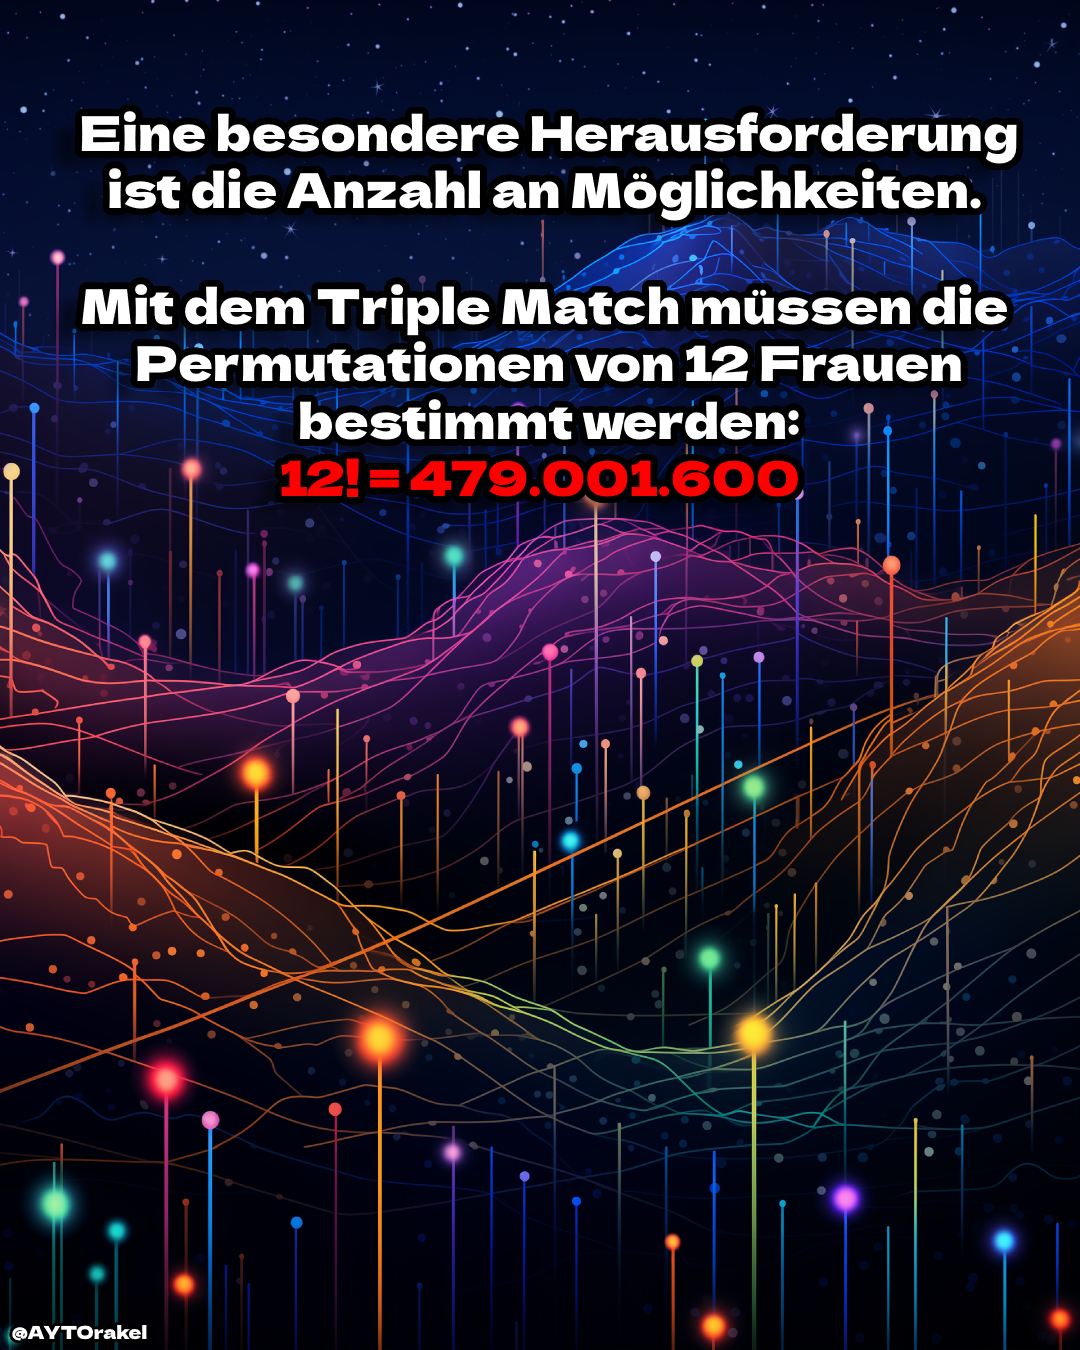 Eine besondere Herausforderung
ist die Anzahl an Möglichkeiten.
Mit dem Triple Match müssen die
Permutationen von 12 Frauen
bestimmt werden:
12! = 479.001.600
@AYTOrakel